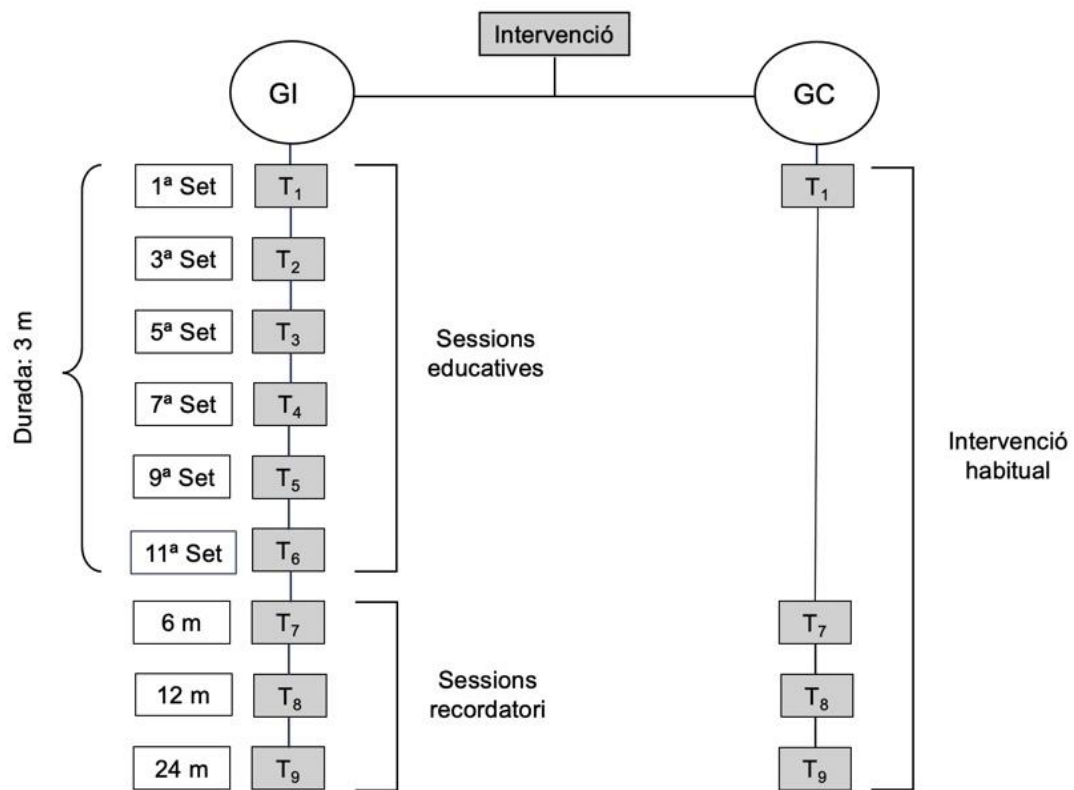 Intervenció
GI
GC
Durada: 3 m
1ª Set
T₁
T₁
3ª Set
T₂
5ª Set
T₃
Sessions
educatives
7ª Set
T₄
9ª Set
T₅
Intervenció
habitual
11ª Set
T₆
6 m
T₇
T₇
12 m
T₈
Sessions
recordatori
T₈
24 m
T₉
T₉